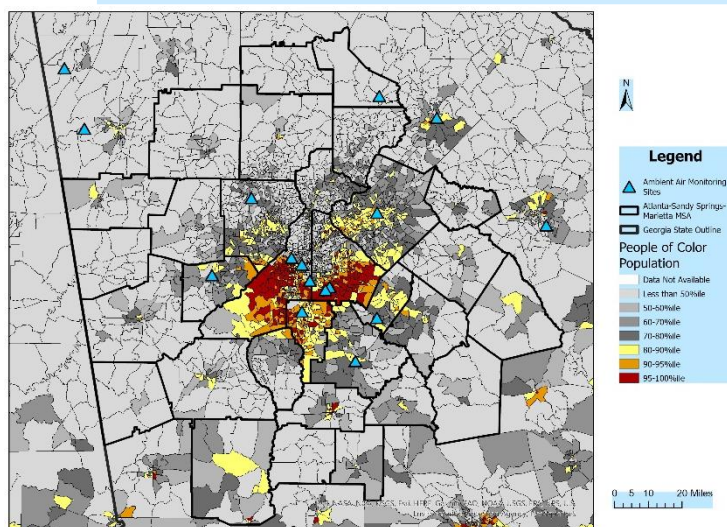 N
Legend
Ambient Air Monitoring
Sites
Atlanta-Sandy Springs-
Marietta MSA
Georgia State Outline
People of Color
Population
Data Not Available
Less than 50%ile
50-60%ile
60-70%ile
70-80%ile
80-90%ile
90-95%ile
95-100%ile
0 5 10 20 Miles